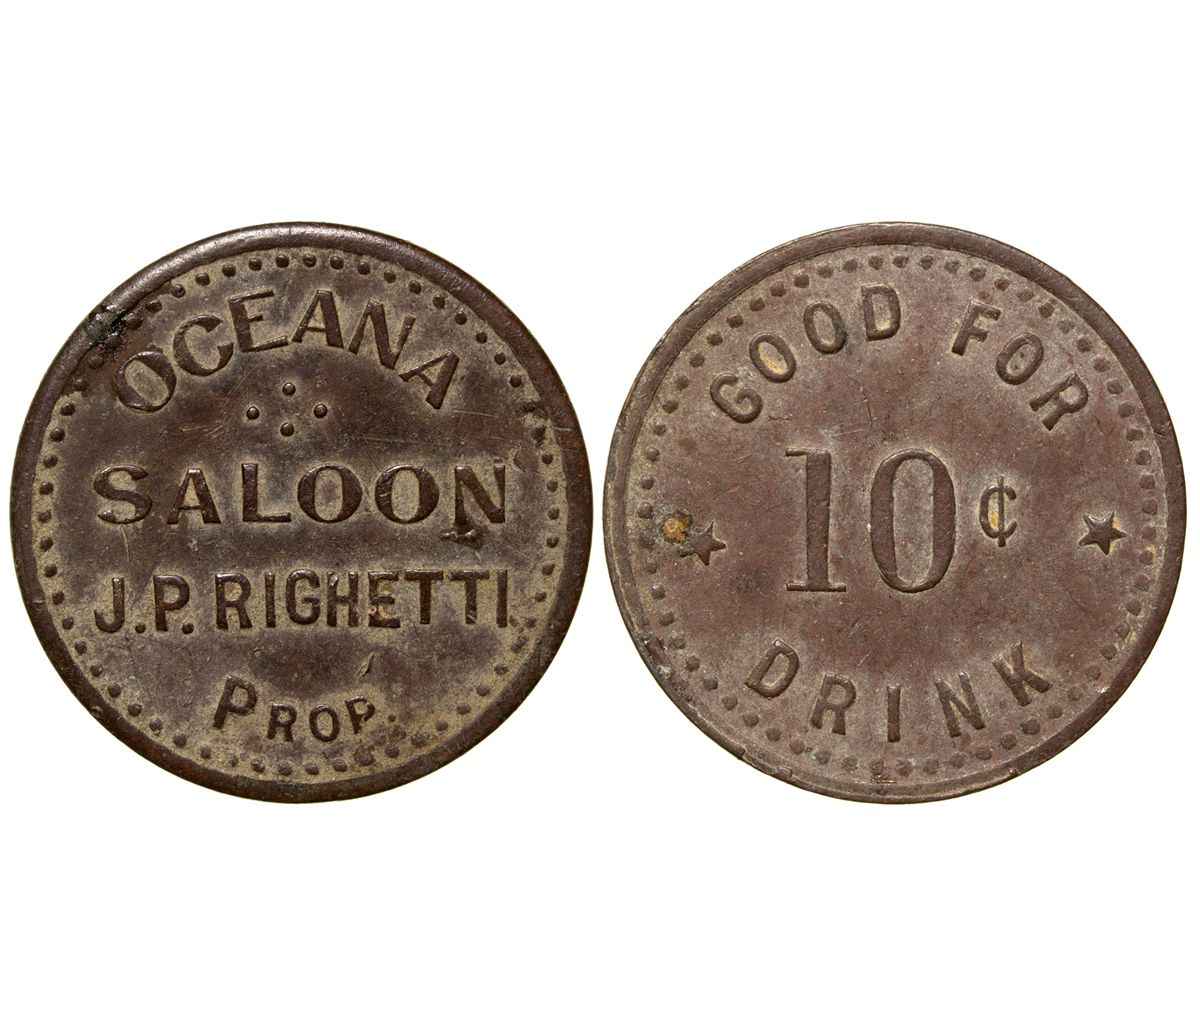 OCEANA
SALOON
J.P. RIGHETTI
PROP.
GOOD FOR
10¢
DRINK